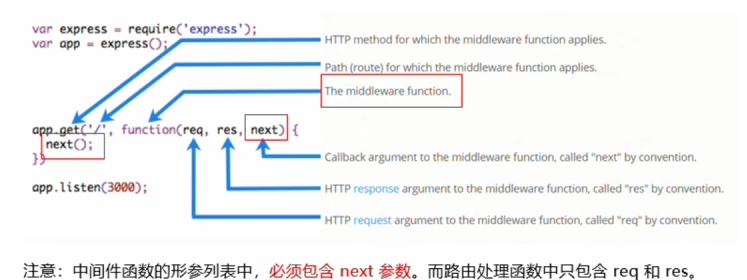 var express = require('express');
var app = express();
HTTP method for which the middleware function applies.
Path (route) for which the middleware function applies.
The middleware function.
app.get('/', function(req, res, next) {
next();
})
Callback argument to the middleware function, called "next" by convention.
app.listen(3000);
HTTP response argument to the middleware function, called "res" by convention.
HTTP request argument to the middleware function, called "req" by convention.
注意：中间件函数的形参列表中，必须包含 next 参数。而路由处理函数中只包含 req 和 res。